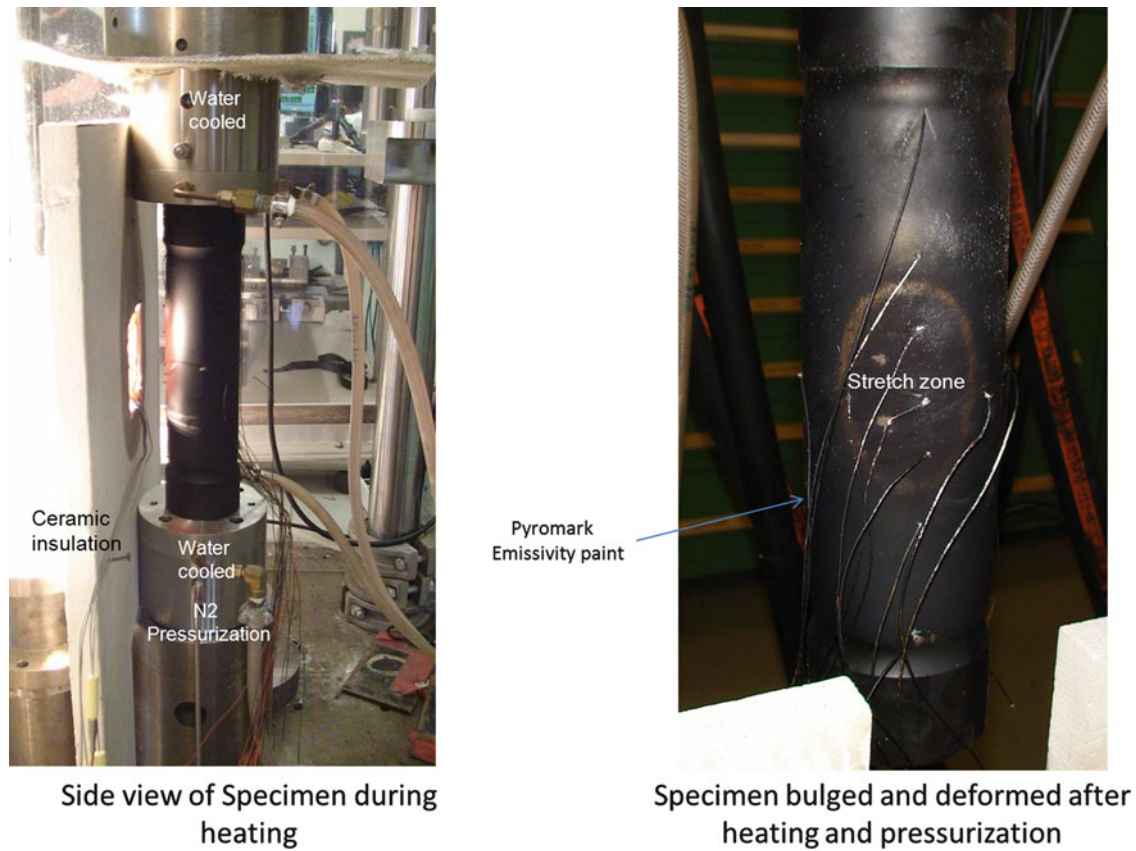 Water
cooled
Ceramic
insulation
Water
cooled
N2
Pressurization
Side view of Specimen during
heating
Stretch zone
Pyromark
Emissivity paint
Specimen bulged and deformed after
heating and pressurization